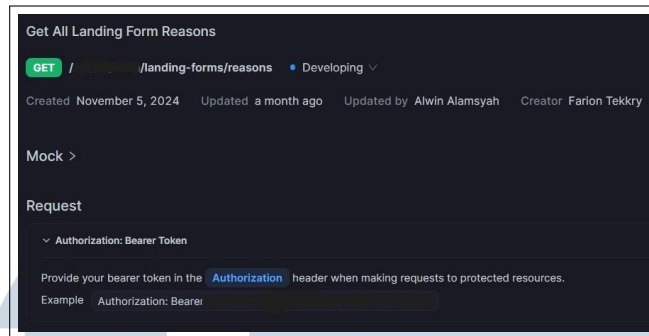 Get All Landing Form Reasons
GET / /landing-forms/reasons • Developing
Created November 5, 2024 Updated a month ago Updated by Alwin Alamsyah Creator Farion Tekkry
Mock >
Request
Authorization: Bearer Token
Provide your bearer token in the Authorization header when making requests to protected resources.
Example Authorization: Bearer